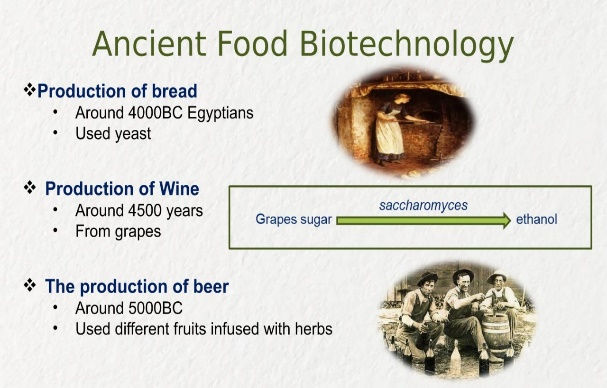 Ancient Food Biotechnology
❖Production of bread
• Around 4000BC Egyptians
• Used yeast
❖ Production of Wine
• Around 4500 years
• From grapes
saccharomyces
Grapes sugar ethanol
❖ The production of beer
• Around 5000BC
• Used different fruits infused with herbs